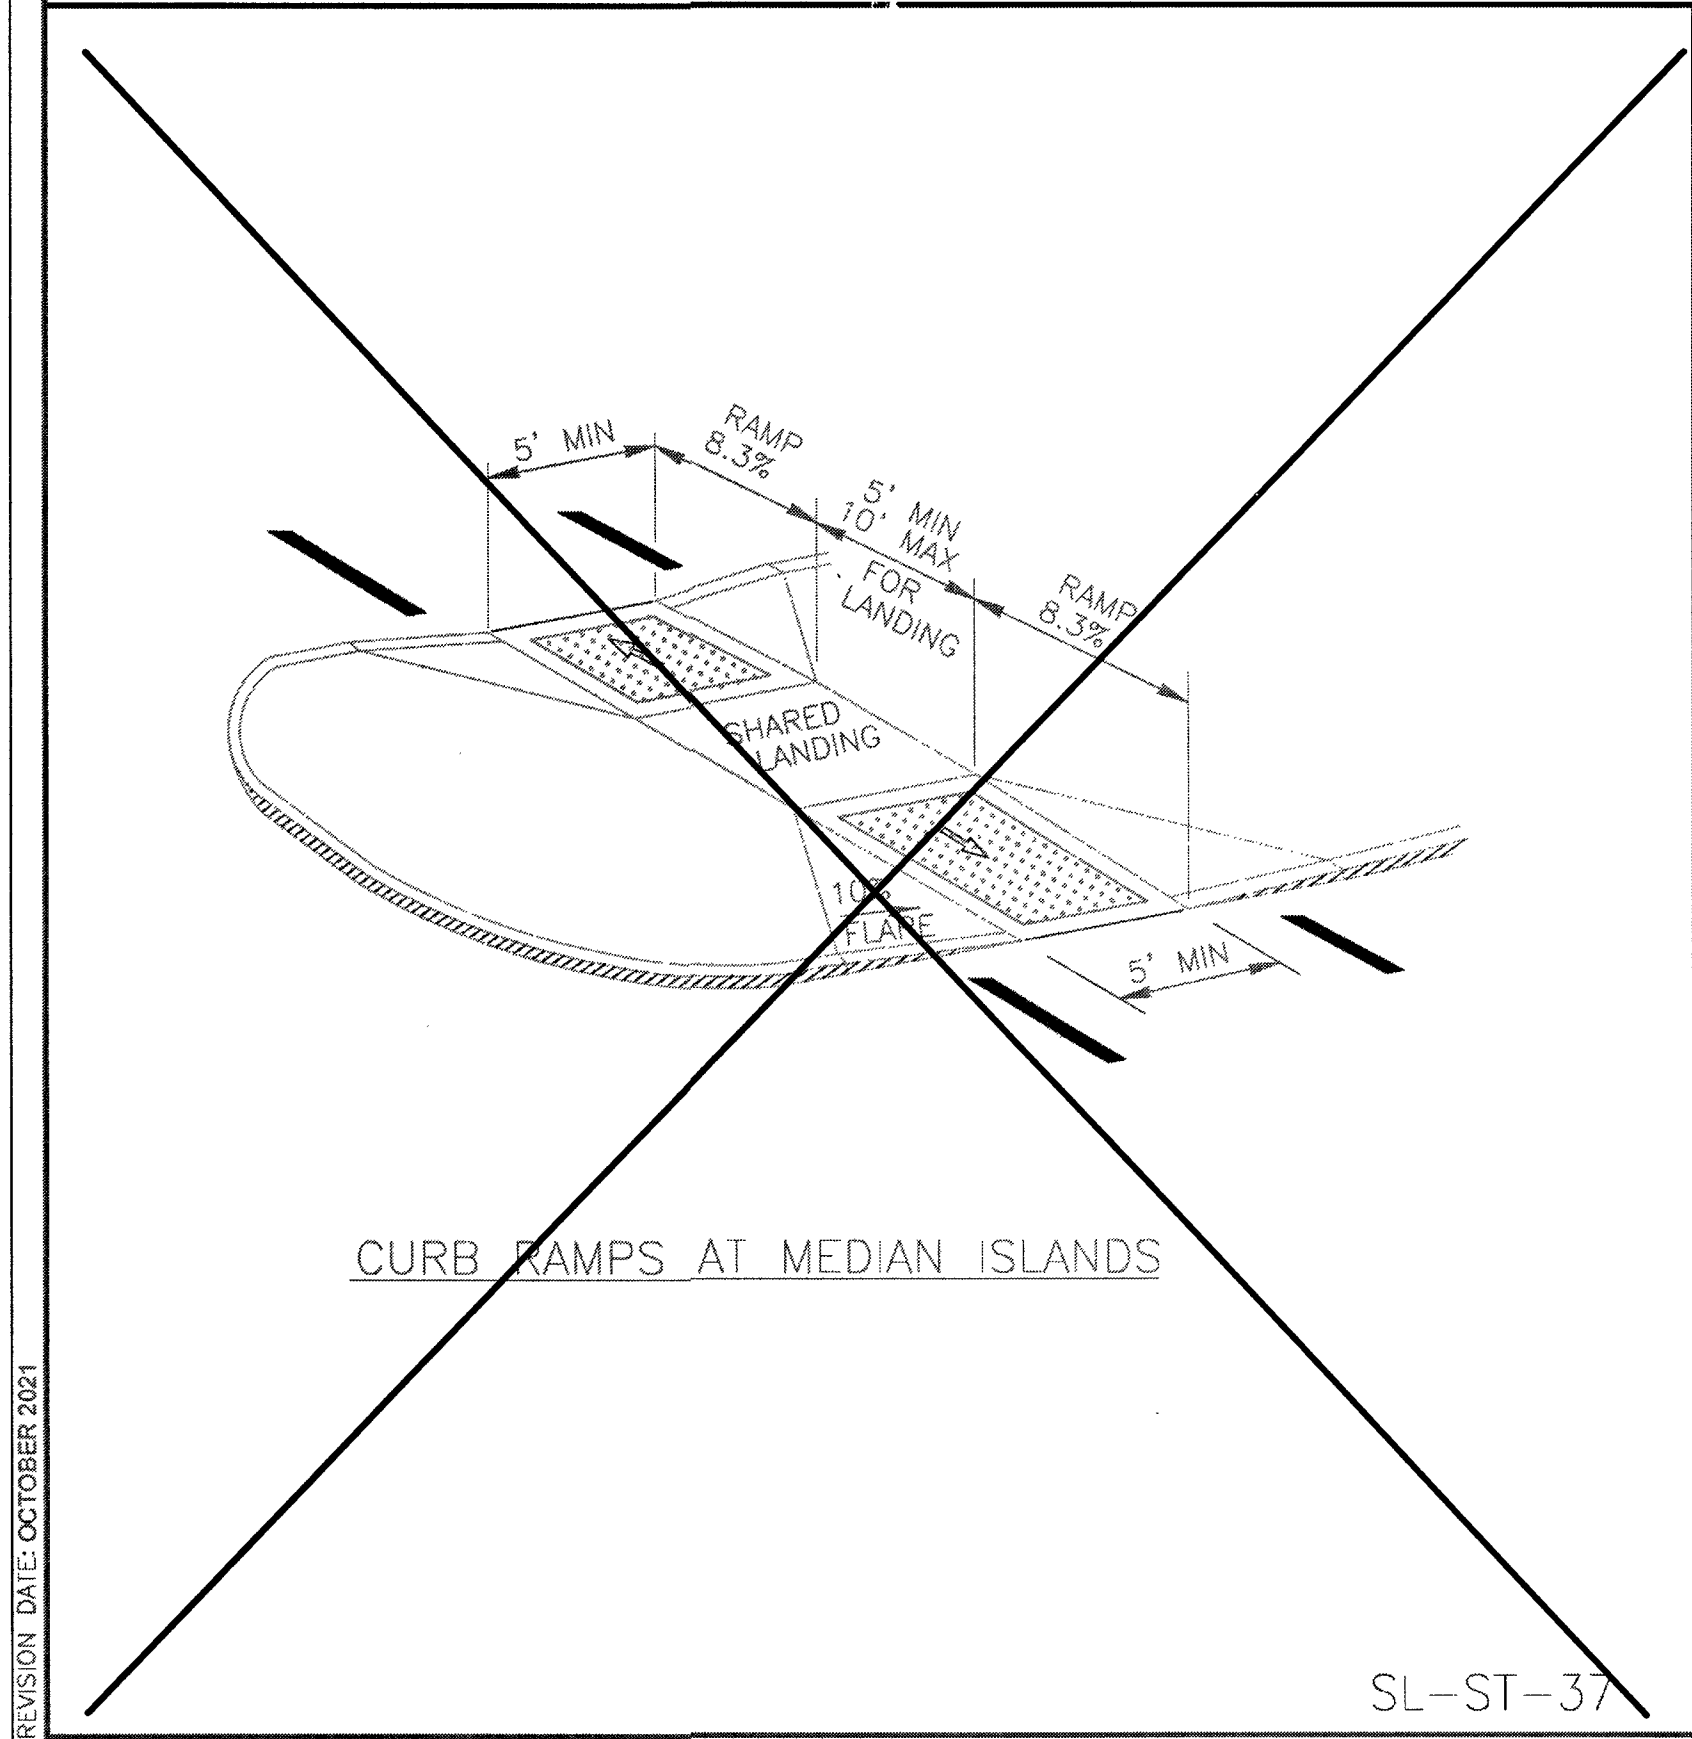 5' MIN
RAMP
8.3%
5' MIN
10' MAX
FOR
LANDING
RAMP
8.3%
SHARED
LANDING
10%
FLARE
5' MIN
CURB RAMPS AT MEDIAN ISLANDS
REVISION DATE: OCTOBER 2021
SL-ST-37